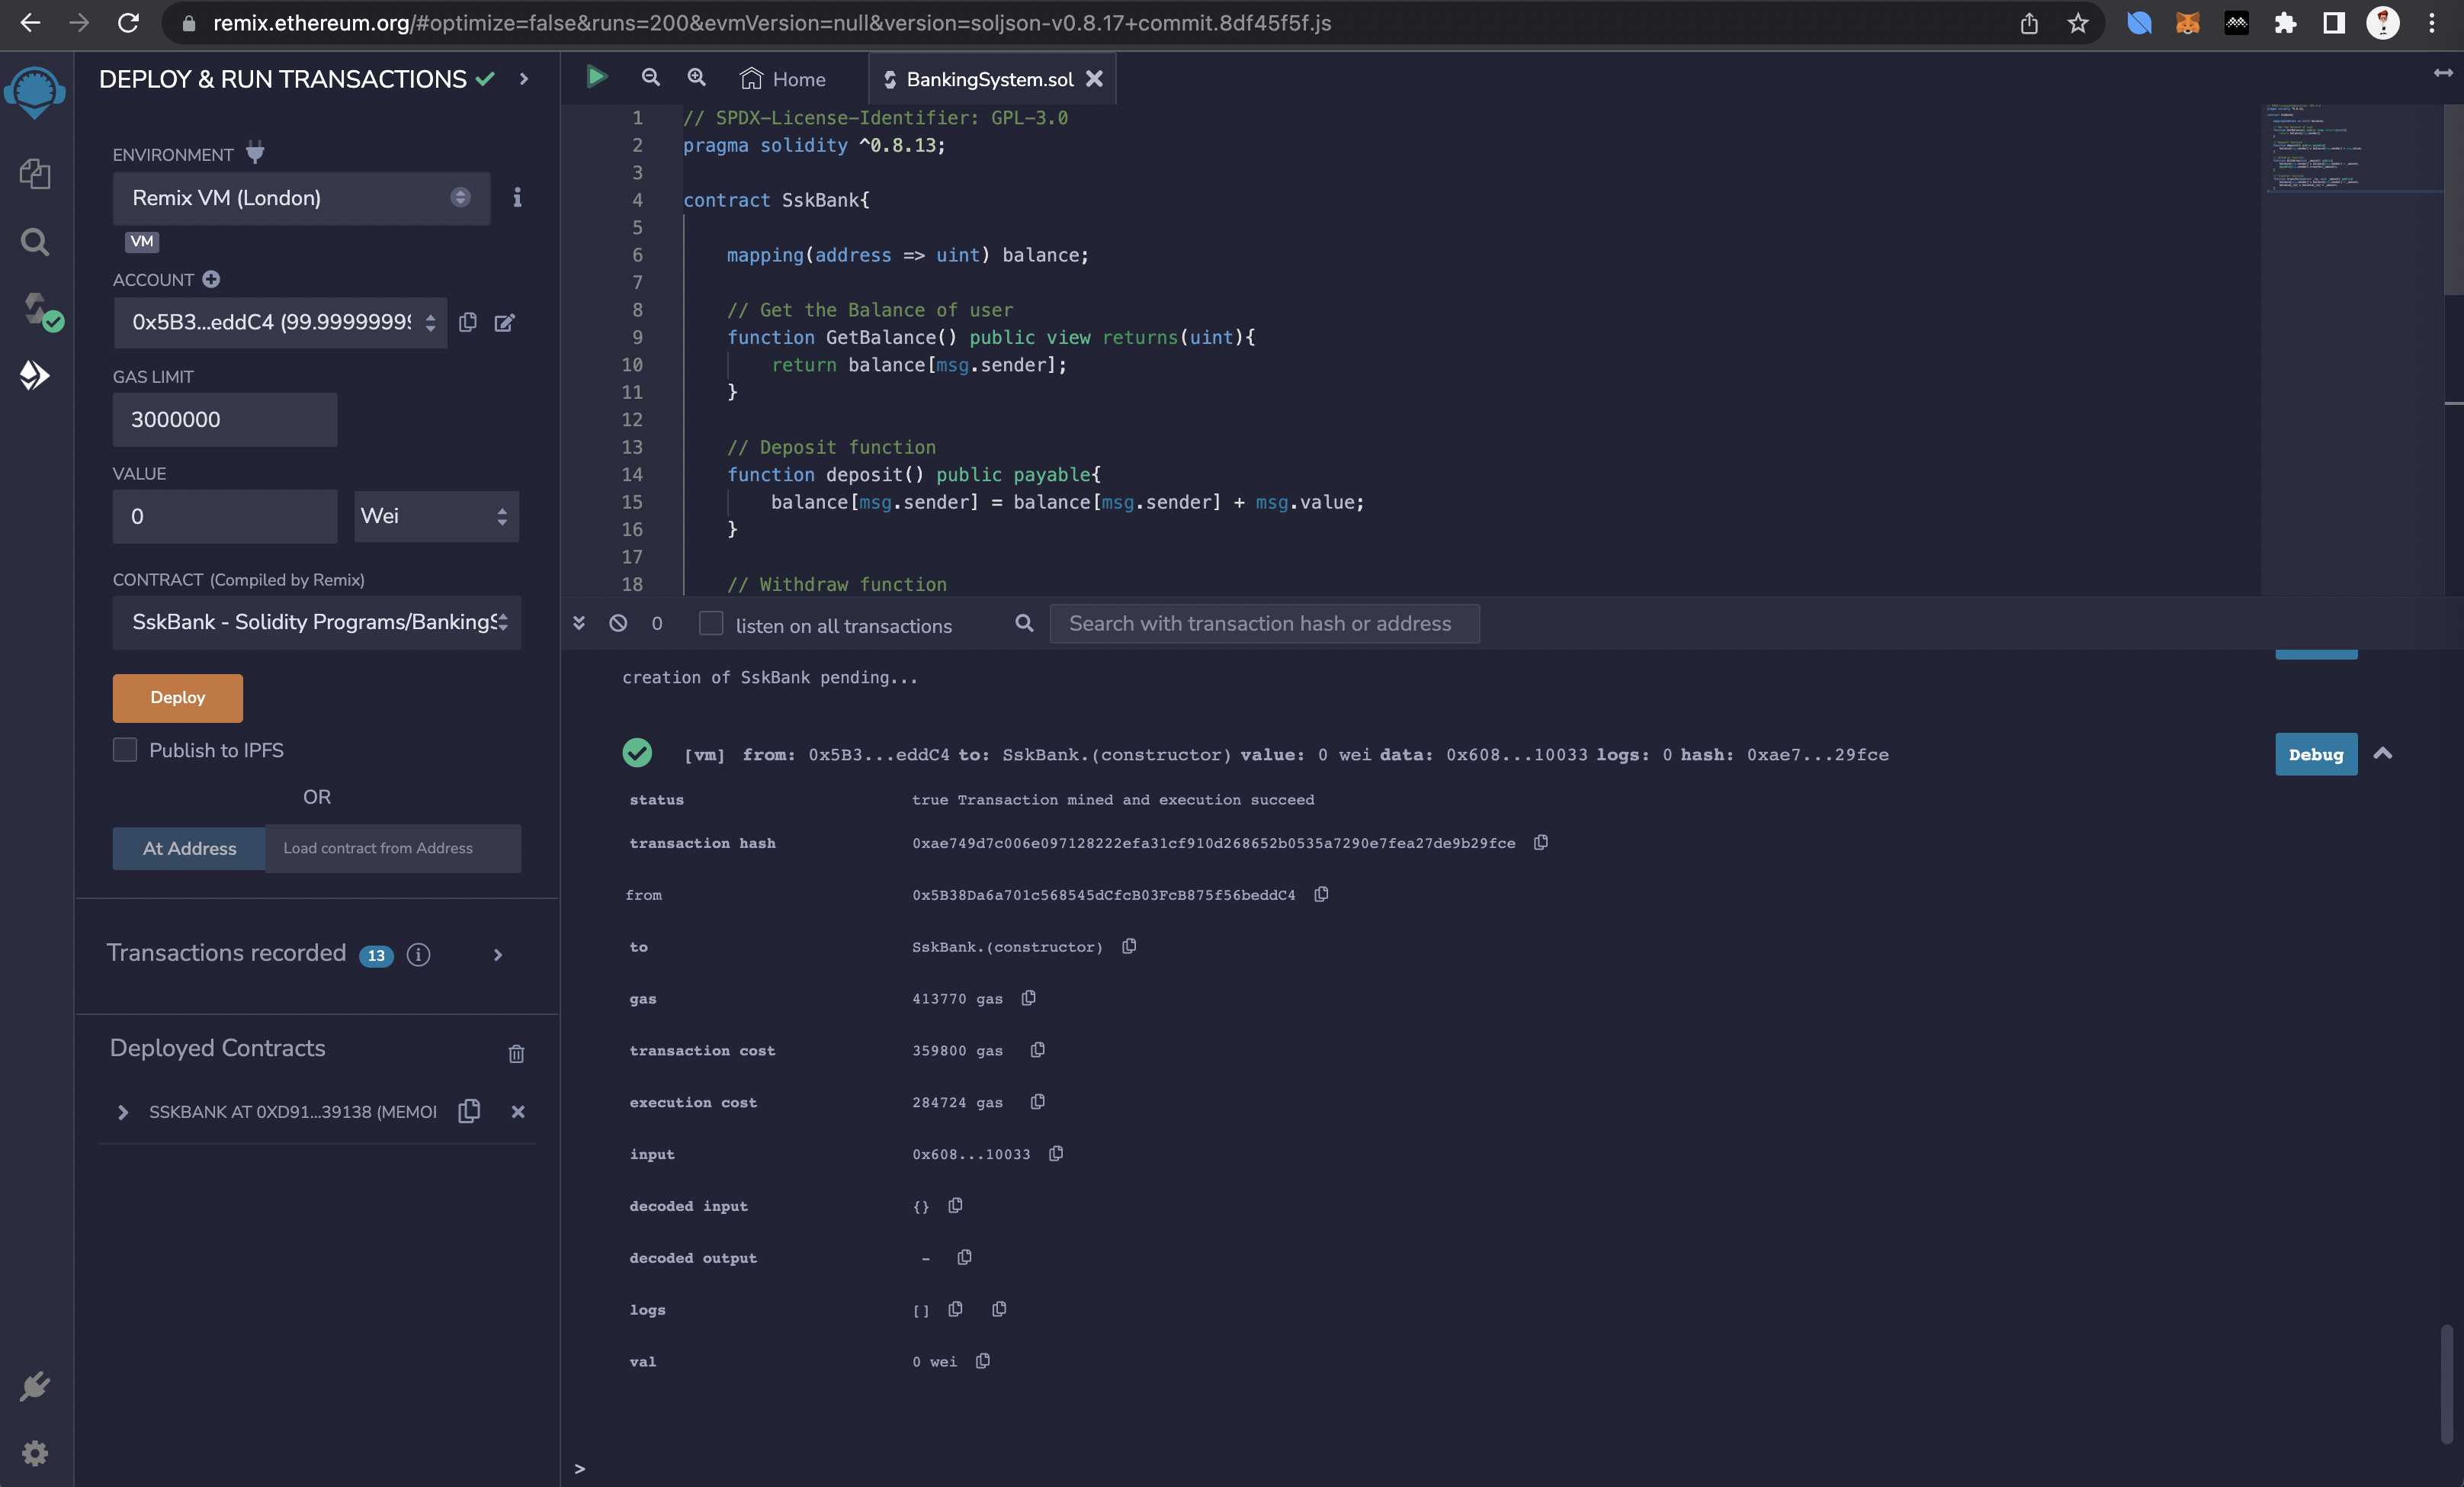 remix.ethereum.org/#optimize=false&runs=200&evmVersion=null&version=soljson-v0.8.17+commit.8df45f5f.js
DEPLOY & RUN TRANSACTIONS
ENVIRONMENT
Remix VM (London)
VM
ACCOUNT
0x5B3...eddC4 (99.99999999
GAS LIMIT
3000000
VALUE
0
Wei
CONTRACT (Compiled by Remix)
SskBank - Solidity Programs/BankingS
Deploy
Publish to IPFS
OR
At Address
Load contract from Address
Transactions recorded 13 i
Deployed Contracts
SSKBANK AT 0XD91...39138 (MEMOI
Home
BankingSystem.sol
1 // SPDX-License-Identifier: GPL-3.0
2 pragma solidity ^0.8.13;
3
4 contract SskBank{
5
6 mapping(address => uint) balance;
7
8 // Get the Balance of user
9 function GetBalance() public view returns(uint){
10 return balance[msg.sender];
11 }
12
13 // Deposit function
14 function deposit() public payable{
15 balance[msg.sender] = balance[msg.sender] + msg.value;
16 }
17
18 // Withdraw function
0
listen on all transactions
Search with transaction hash or address
creation of SskBank pending...
[vm] from: 0x5B3...eddC4 to: SskBank.(constructor) value: 0 wei data: 0x608...10033 logs: 0 hash: 0xae7...29fce
Debug
status true Transaction mined and execution succeed
transaction hash 0xae749d7c006e097128222efa31cf910d268652b0535a7290e7fea27de9b29fce
from 0x5B38Da6a701c568545dCfcB03FcB875f56beddC4
to SskBank.(constructor)
gas 413770 gas
transaction cost 359800 gas
execution cost 284724 gas
input 0x608...10033
decoded input {}
decoded output -
logs []
val 0 wei
>